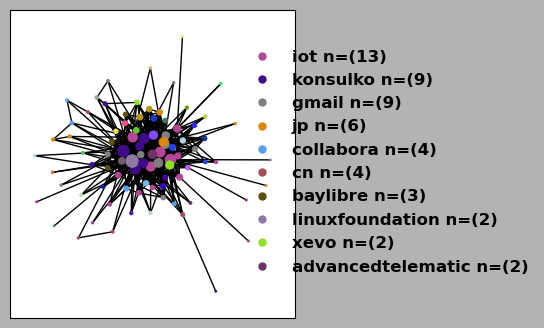 iot n=(13)
konsulko n=(9)
gmail n=(9)
jp n=(6)
collabora n=(4)
cn n=(4)
baylibre n=(3)
linuxfoundation n=(2)
xevo n=(2)
advancedtelematic n=(2)